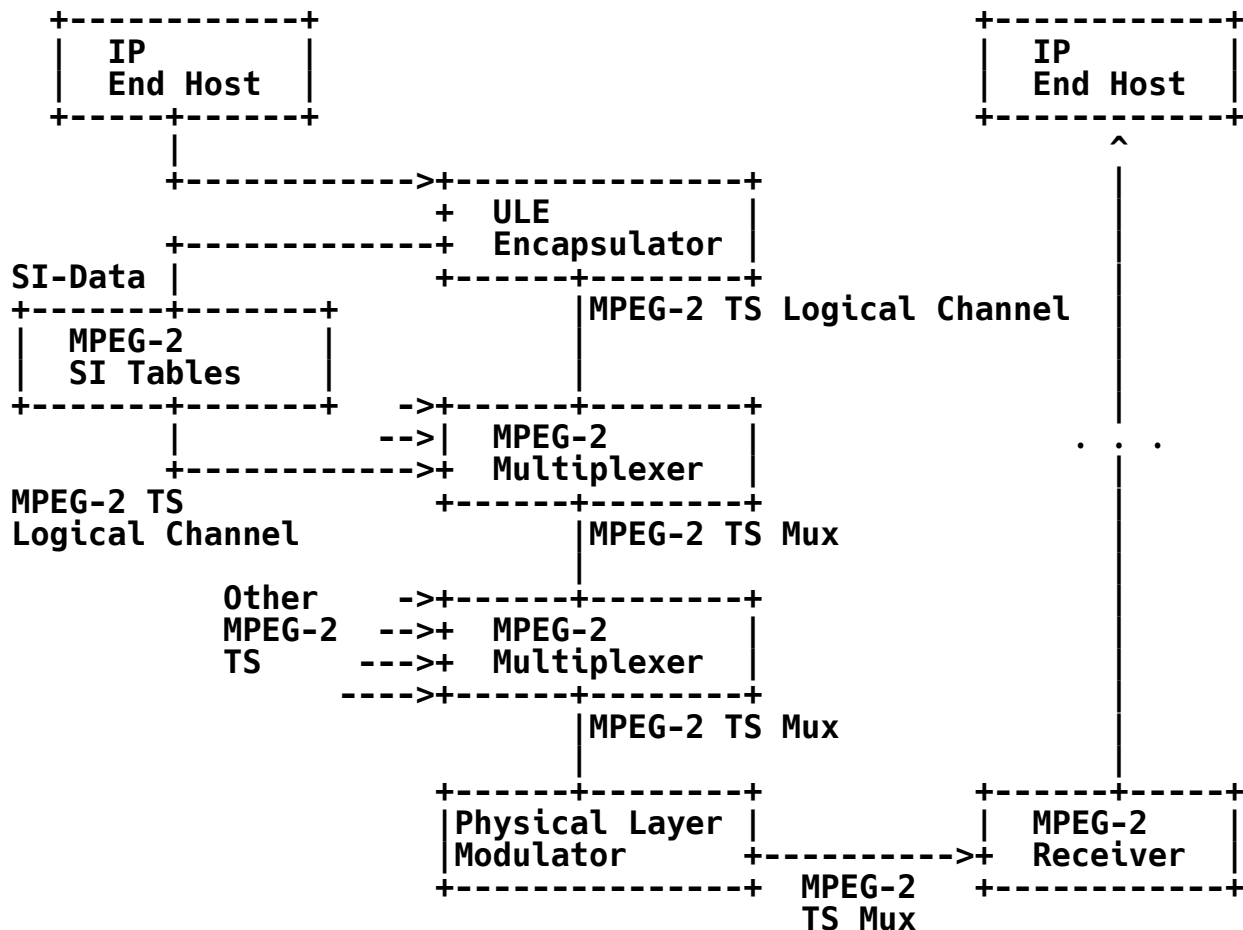 IP
End Host
IP
End Host
ULE
Encapsulator
SI-Data
MPEG-2 TS Logical Channel
MPEG-2
SI Tables
MPEG-2
Multiplexer
. . .
MPEG-2 TS
Logical Channel
MPEG-2 TS Mux
Other
MPEG-2
TS
MPEG-2
Multiplexer
MPEG-2 TS Mux
Physical Layer
Modulator
MPEG-2
Receiver
MPEG-2
TS Mux